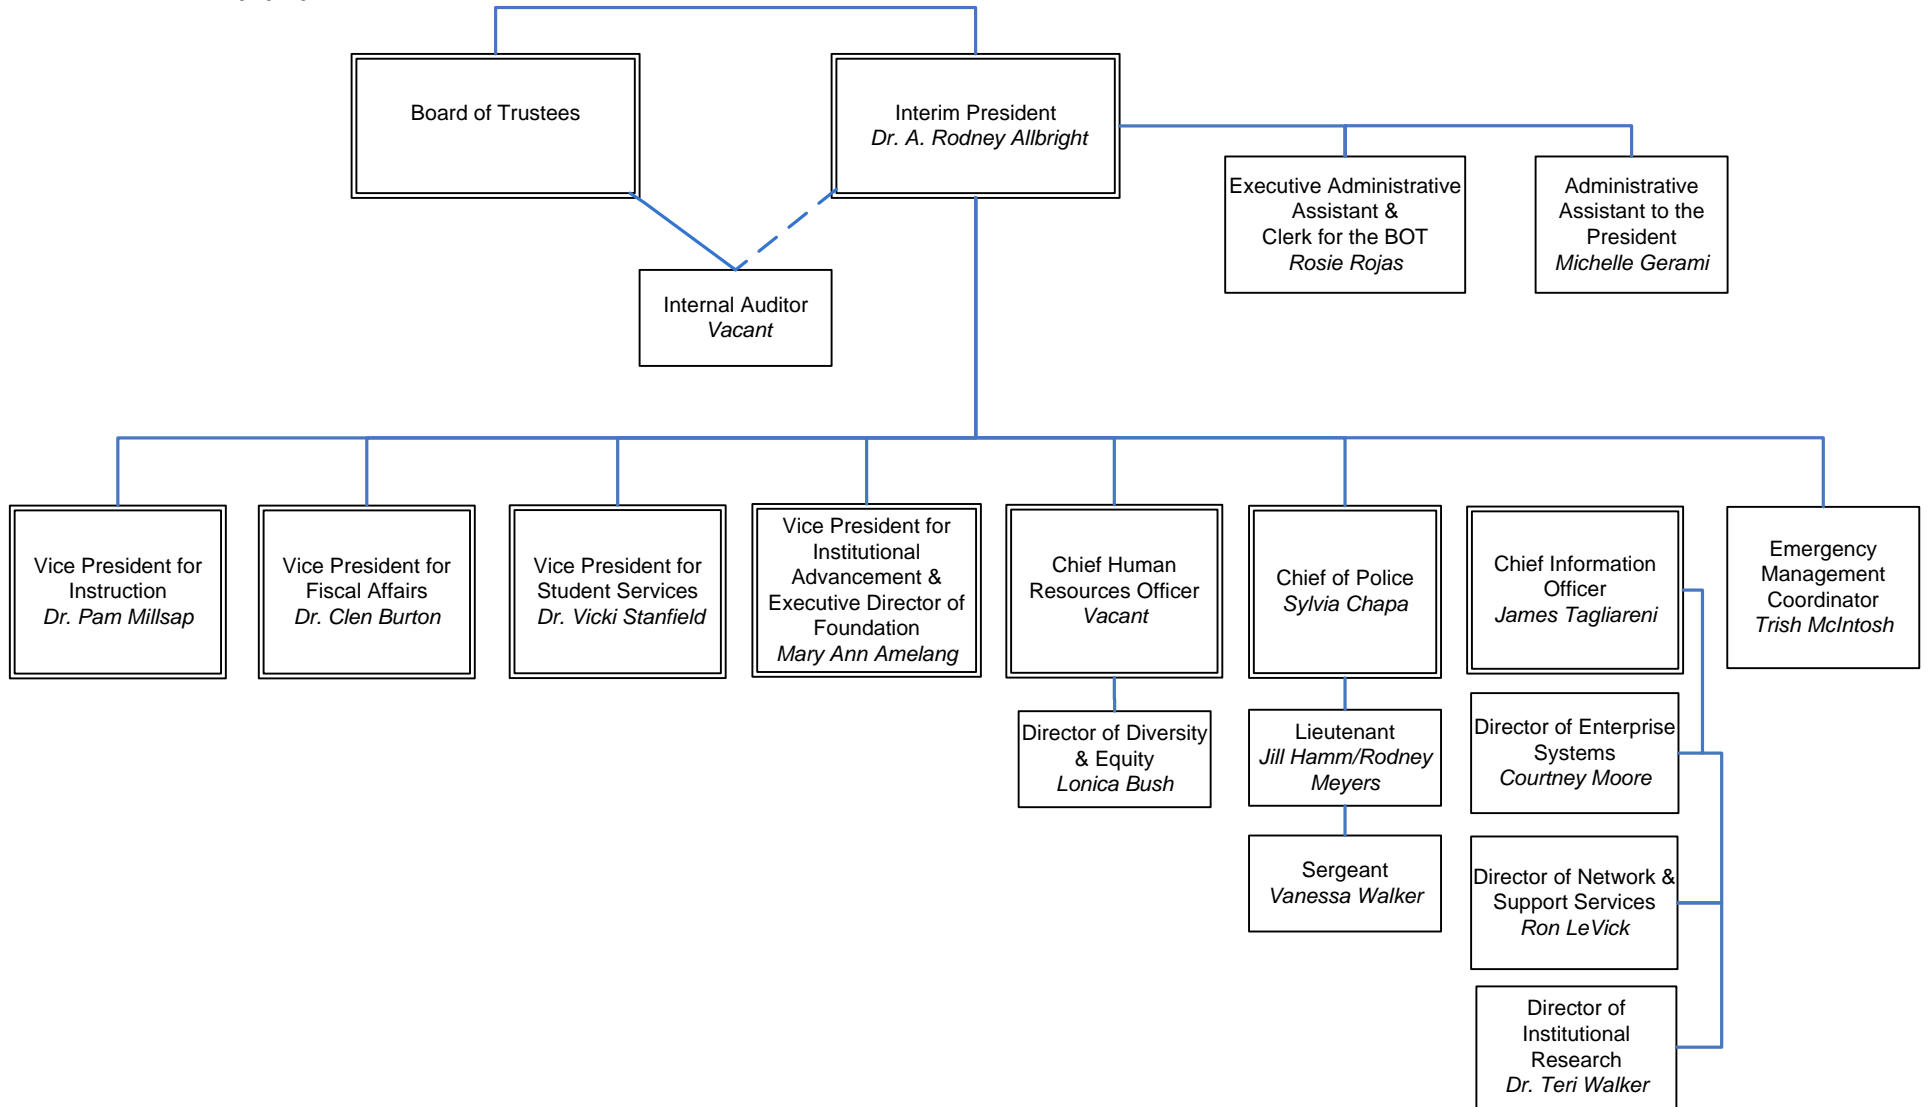 Board of Trustees
Interim President
Dr. A. Rodney Allbright
Executive Administrative
Assistant &
Clerk for the BOT
Rosie Rojas
Administrative
Assistant to the
President
Michelle Gerami
Internal Auditor
Vacant
Vice President for
Instruction
Dr. Pam Millsap
Vice President for
Fiscal Affairs
Dr. Clen Burton
Vice President for
Student Services
Dr. Vicki Stanfield
Vice President for
Institutional
Advancement &
Executive Director of
Foundation
Mary Ann Amelang
Chief Human
Resources Officer
Vacant
Chief of Police
Sylvia Chapa
Chief Information
Officer
James Tagliareni
Emergency
Management
Coordinator
Trish McIntosh
Director of Diversity
& Equity
Lonica Bush
Lieutenant
Jill Hamm/Rodney
Meyers
Director of Enterprise
Systems
Courtney Moore
Sergeant
Vanessa Walker
Director of Network &
Support Services
Ron LeVick
Director of
Institutional
Research
Dr. Teri Walker